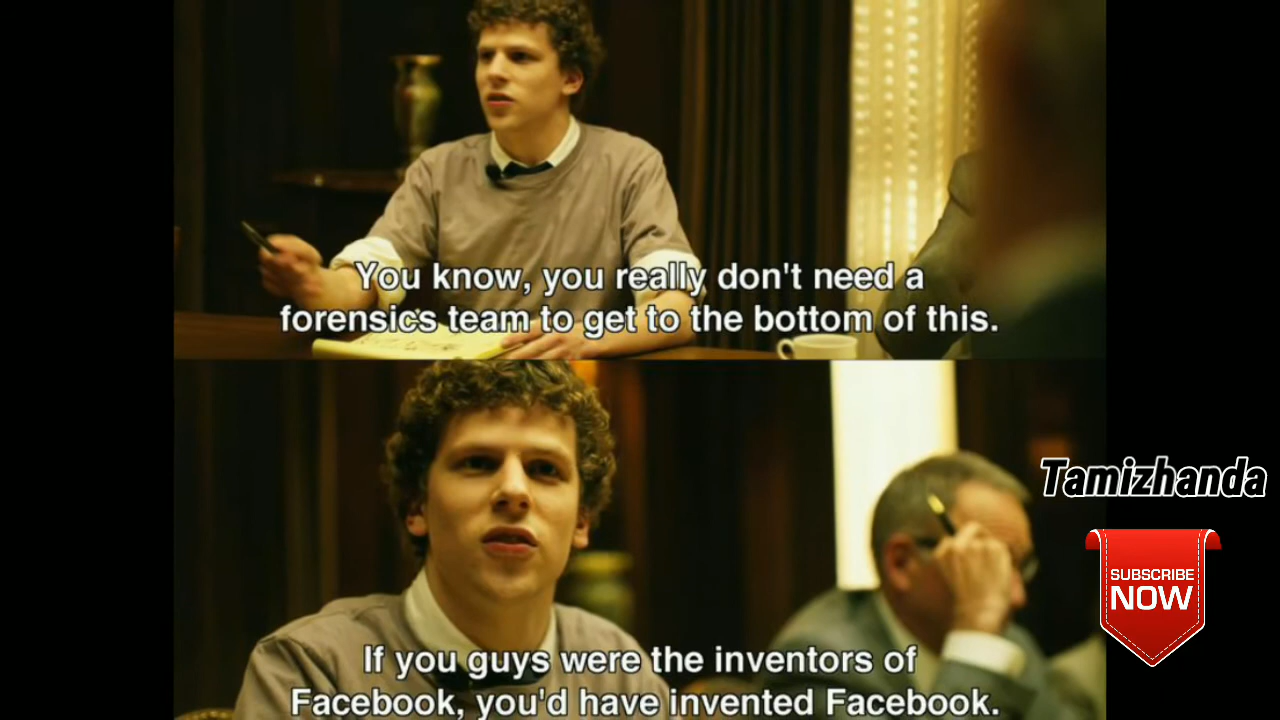 You know, you really don't need a
forensics team to get to the bottom of this.
Tamizhanda
SUBSCRIBE
NOW
If you guys were the inventors of
Facebook, you'd have invented Facebook.